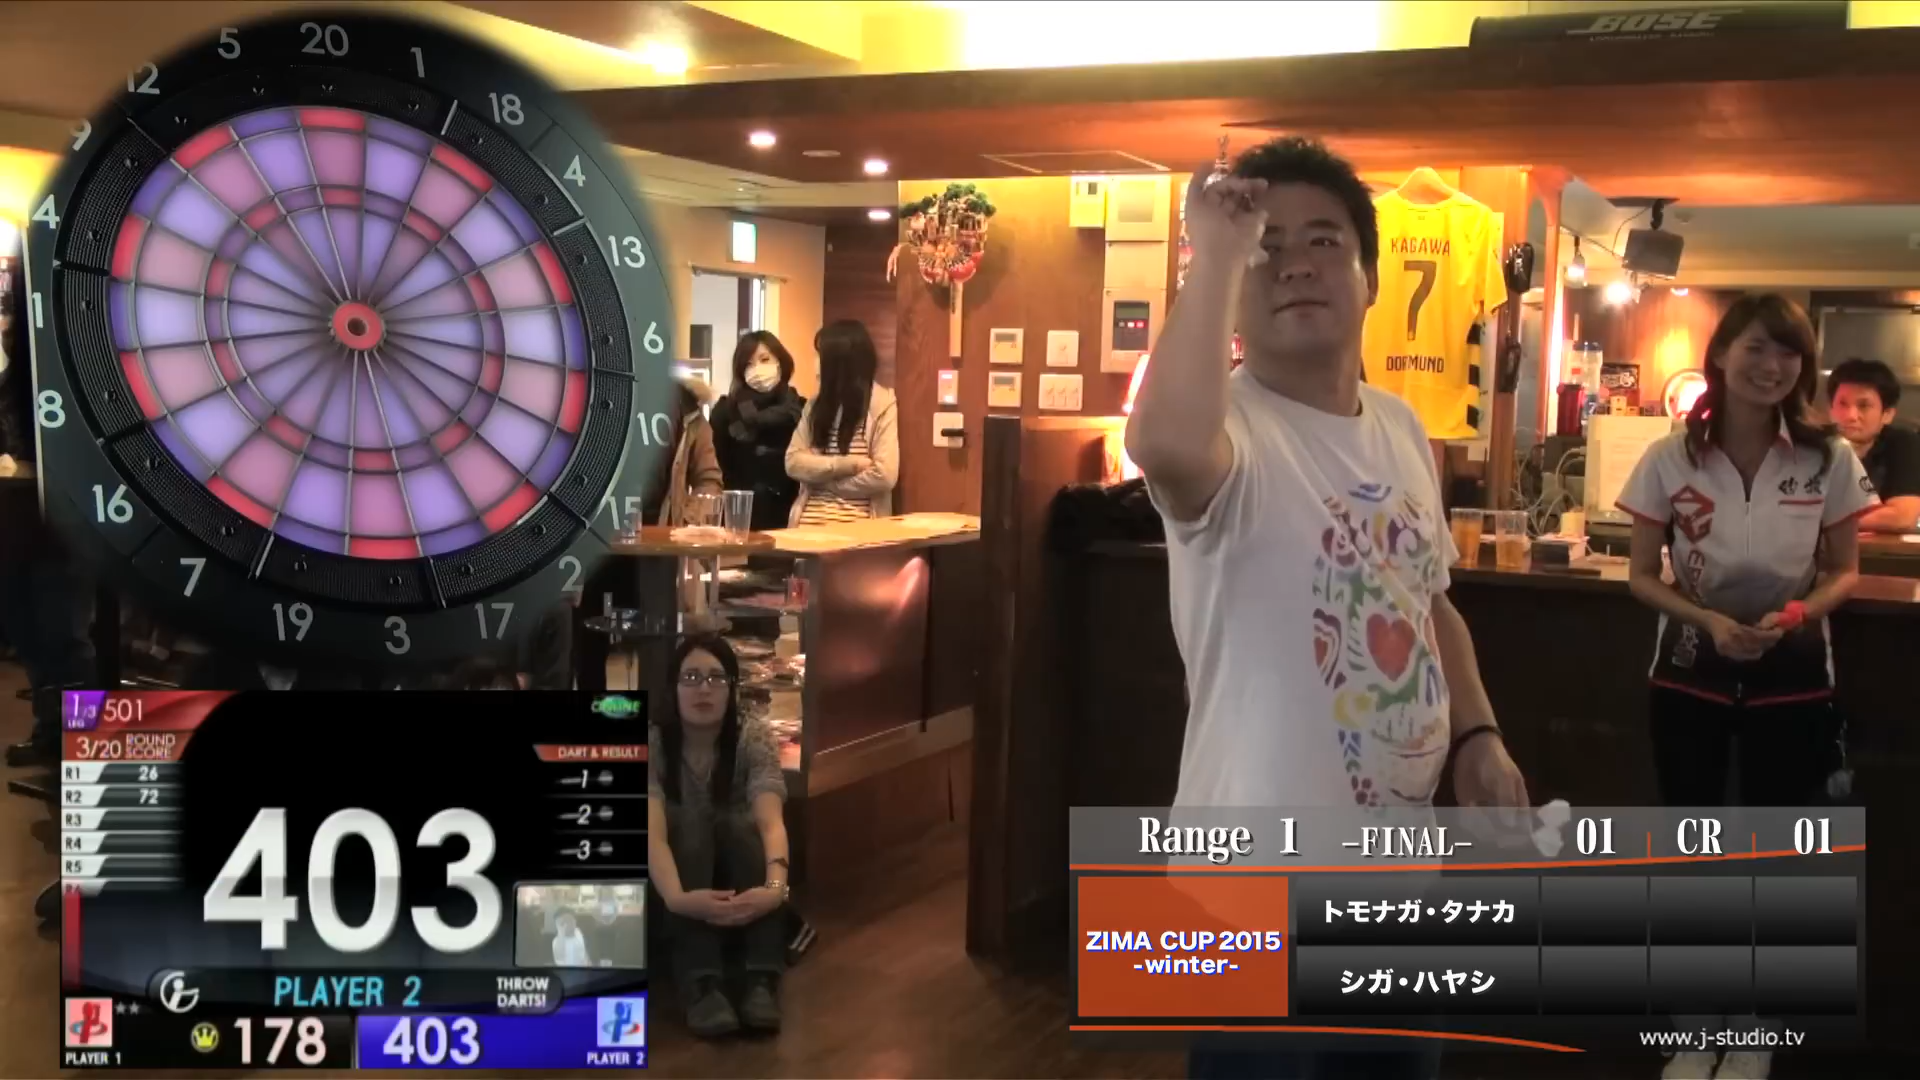 5 20 1
12 18
9 4
4 13
1 6
8 10
16 15
7 2
19 3 17
BOSE
KAGAWA
7
DORTMUND
1/3 501
LEG
ONLINE
3/20 ROUND SCORE
DART & RESULT
R1 26
R2 72
R3
R4
R5
1
2
3
403
PLAYER 2
THROW DARTS!
178
403
PLAYER 1
PLAYER 2
Range 1 -FINAL- 01 CR 01
ZIMA CUP 2015
-winter-
トモナガ・タナカ
シガ・ハヤシ
www.j-studio.tv